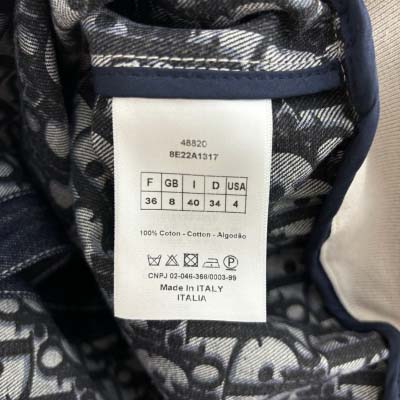 48820
8E22A1317
F GB I D USA
36 8 40 34 4
100% Coton - Cotton - Algodão
CNPJ 02-046-366/0003-99
Made In ITALY
ITALIA